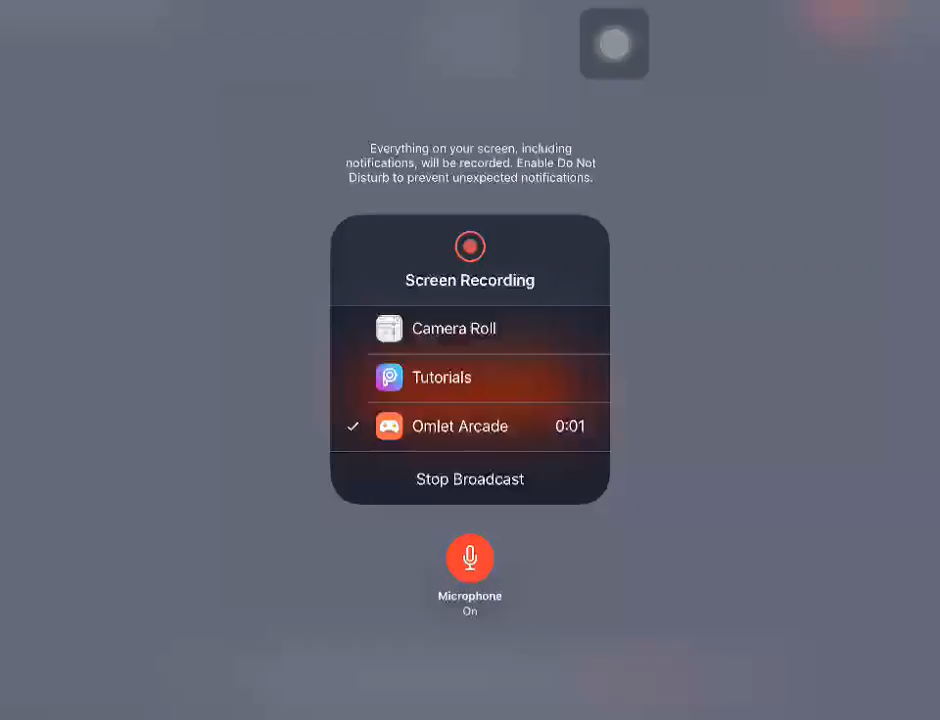 Everything on your screen, including
notifications, will be recorded. Enable Do Not
Disturb to prevent unexpected notifications.
Screen Recording
Camera Roll
Tutorials
Omlet Arcade 0:01
Stop Broadcast
Microphone
On